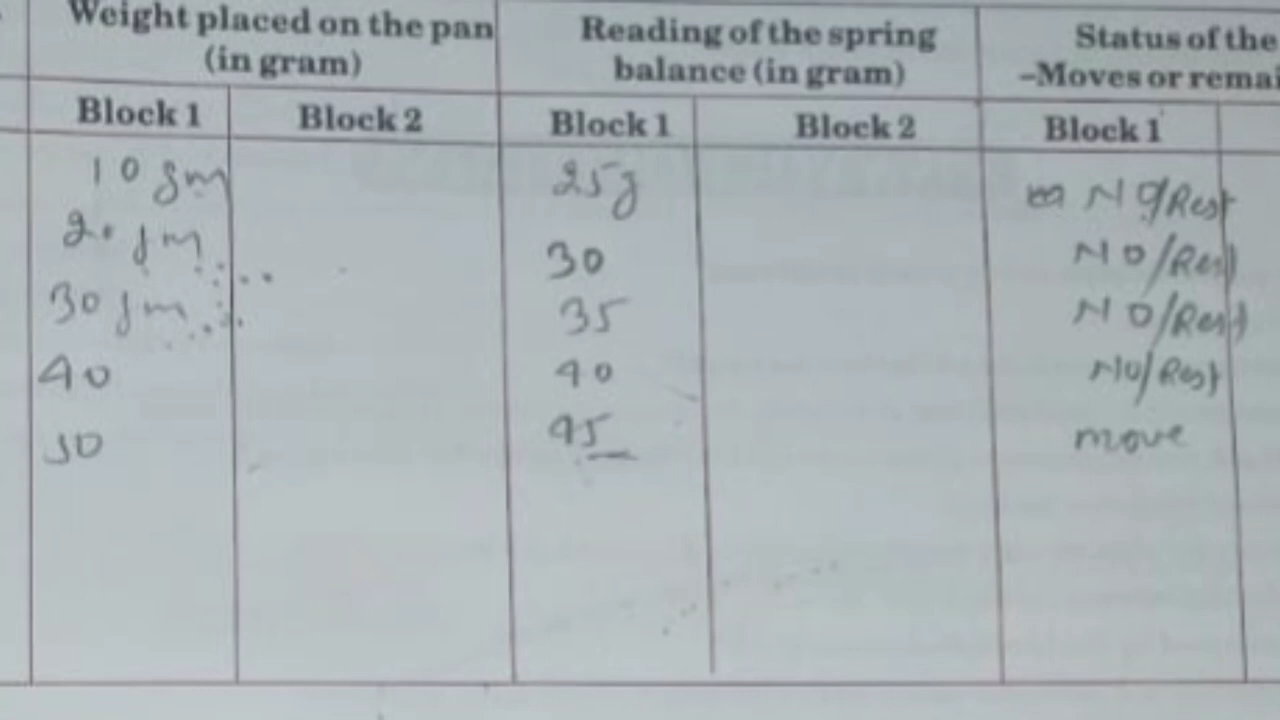 Weight placed on the pan Reading of the spring Status of the
(in gram) balance (in gram) –Moves or remai
Block 1 Block 2 Block 1 Block 2 Block 1
10 gm 25g NO/Rest
20 gm 30 NO/Rest
30 gm 35 NO/Rest
40 40 NO/Rest
50 45 move